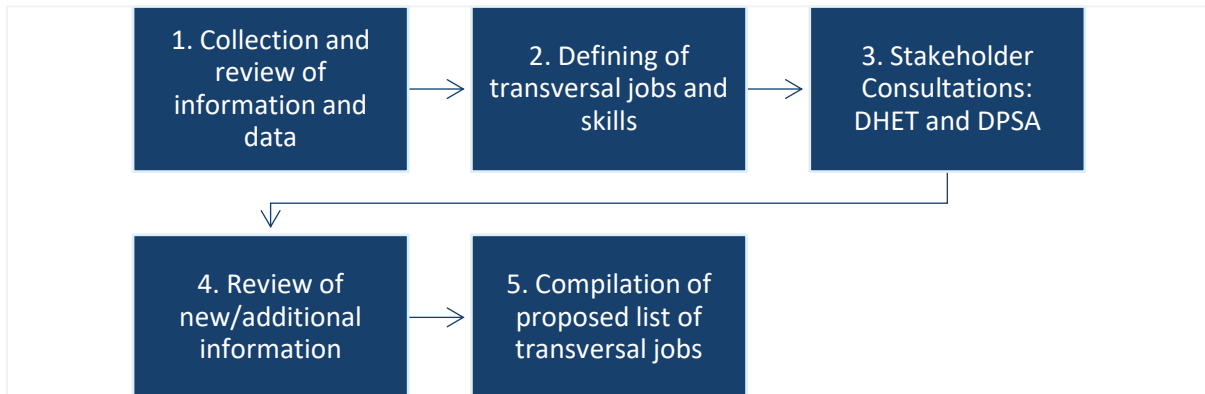 1. Collection and
review of
information and
data
2. Defining of
transversal jobs and
skills
3. Stakeholder
Consultations:
DHET and DPSA
4. Review of
new/additional
information
5. Compilation of
proposed list of
transversal jobs